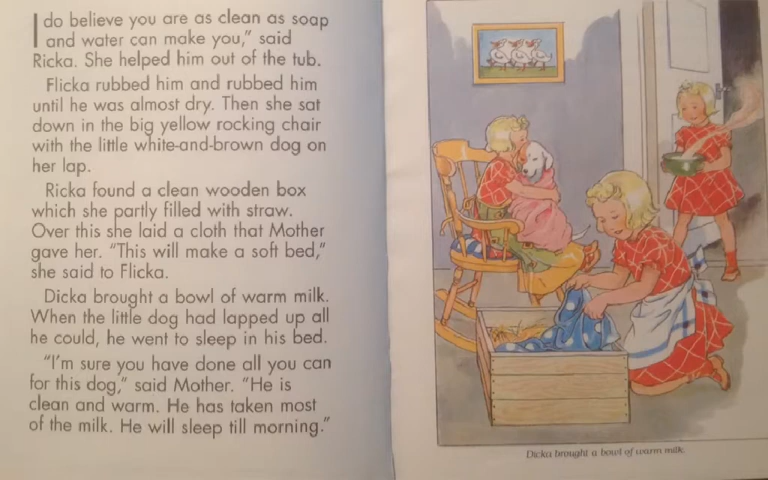 I do believe you are as clean as soap
and water can make you," said
Ricka. She helped him out of the tub.
Flicka rubbed him and rubbed him
until he was almost dry. Then she sat
down in the big yellow rocking chair
with the little white-and-brown dog on
her lap.
Ricka found a clean wooden box
which she partly filled with straw.
Over this she laid a cloth that Mother
gave her. "This will make a soft bed,"
she said to Flicka.
Dicka brought a bowl of warm milk.
When the little dog had lapped up all
he could, he went to sleep in his bed.
"I'm sure you have done all you can
for this dog," said Mother. "He is
clean and warm. He has taken most
of the milk. He will sleep till morning."
Dicka brought a bowl of warm milk.